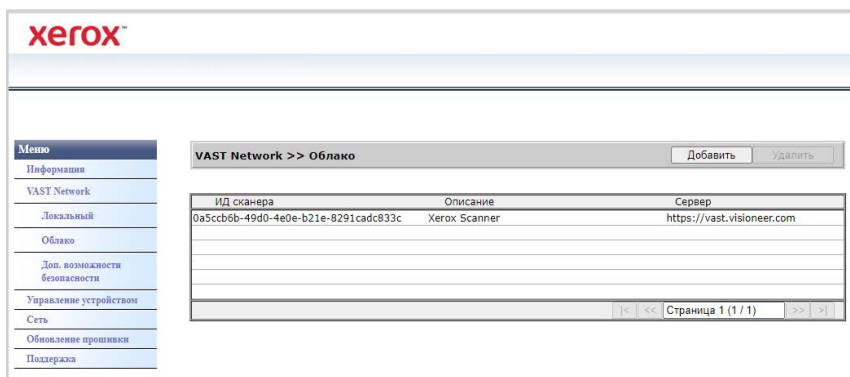 xerox™
Меню
Информация
VAST Network
Локальный
Облако
Доп. возможности
безопасности
Управление устройством
Сеть
Обновление прошивки
Поддержка
VAST Network >> Облако
Добавить Удалить
ИД сканера Описание Сервер
0a5ccb6b-49d0-4e0e-b21e-8291cadc833c Xerox Scanner https://vast.visioneer.com
|< << Страница 1 (1 / 1) >> >|